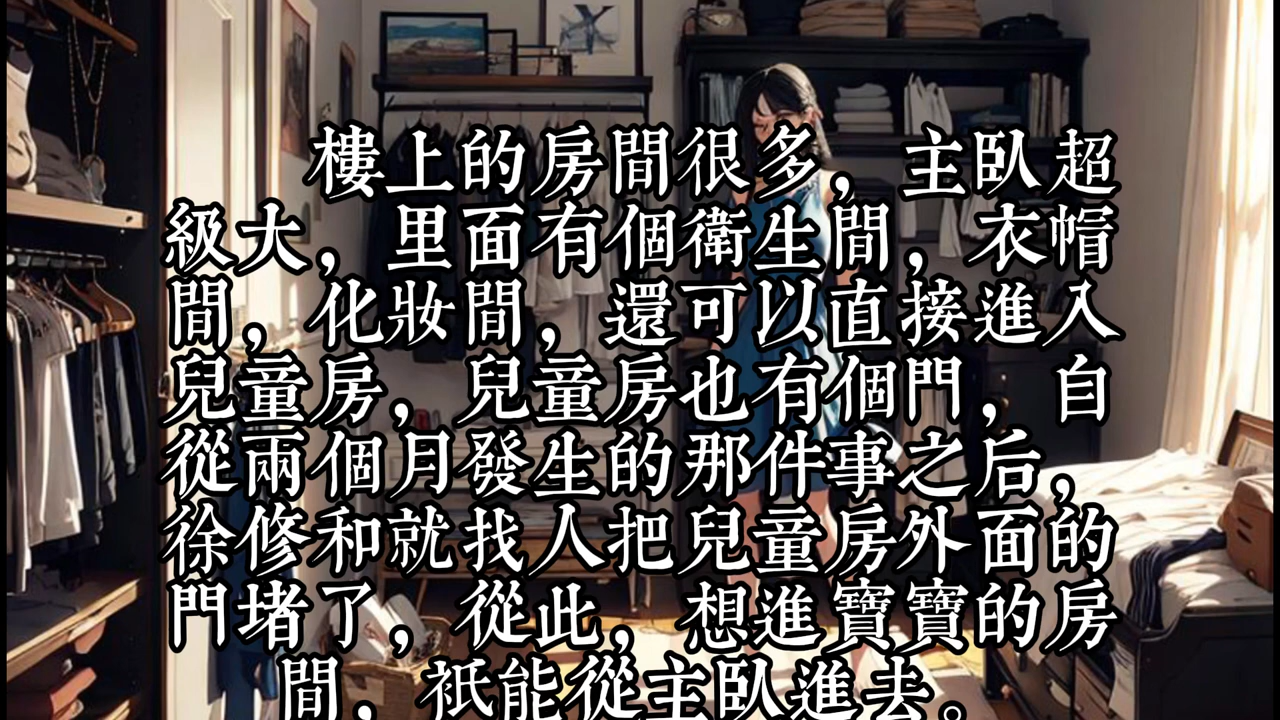 樓上的房間很多，主臥超
級大，里面有個衛生間，衣帽
間，化妝間，還可以直接進入
兒童房，兒童房也有個門，自
從兩個月發生的那件事之后，
徐修和就找人把兒童房外面的
門堵了，從此，想進寶寶的房
間，衹能從主臥進去。